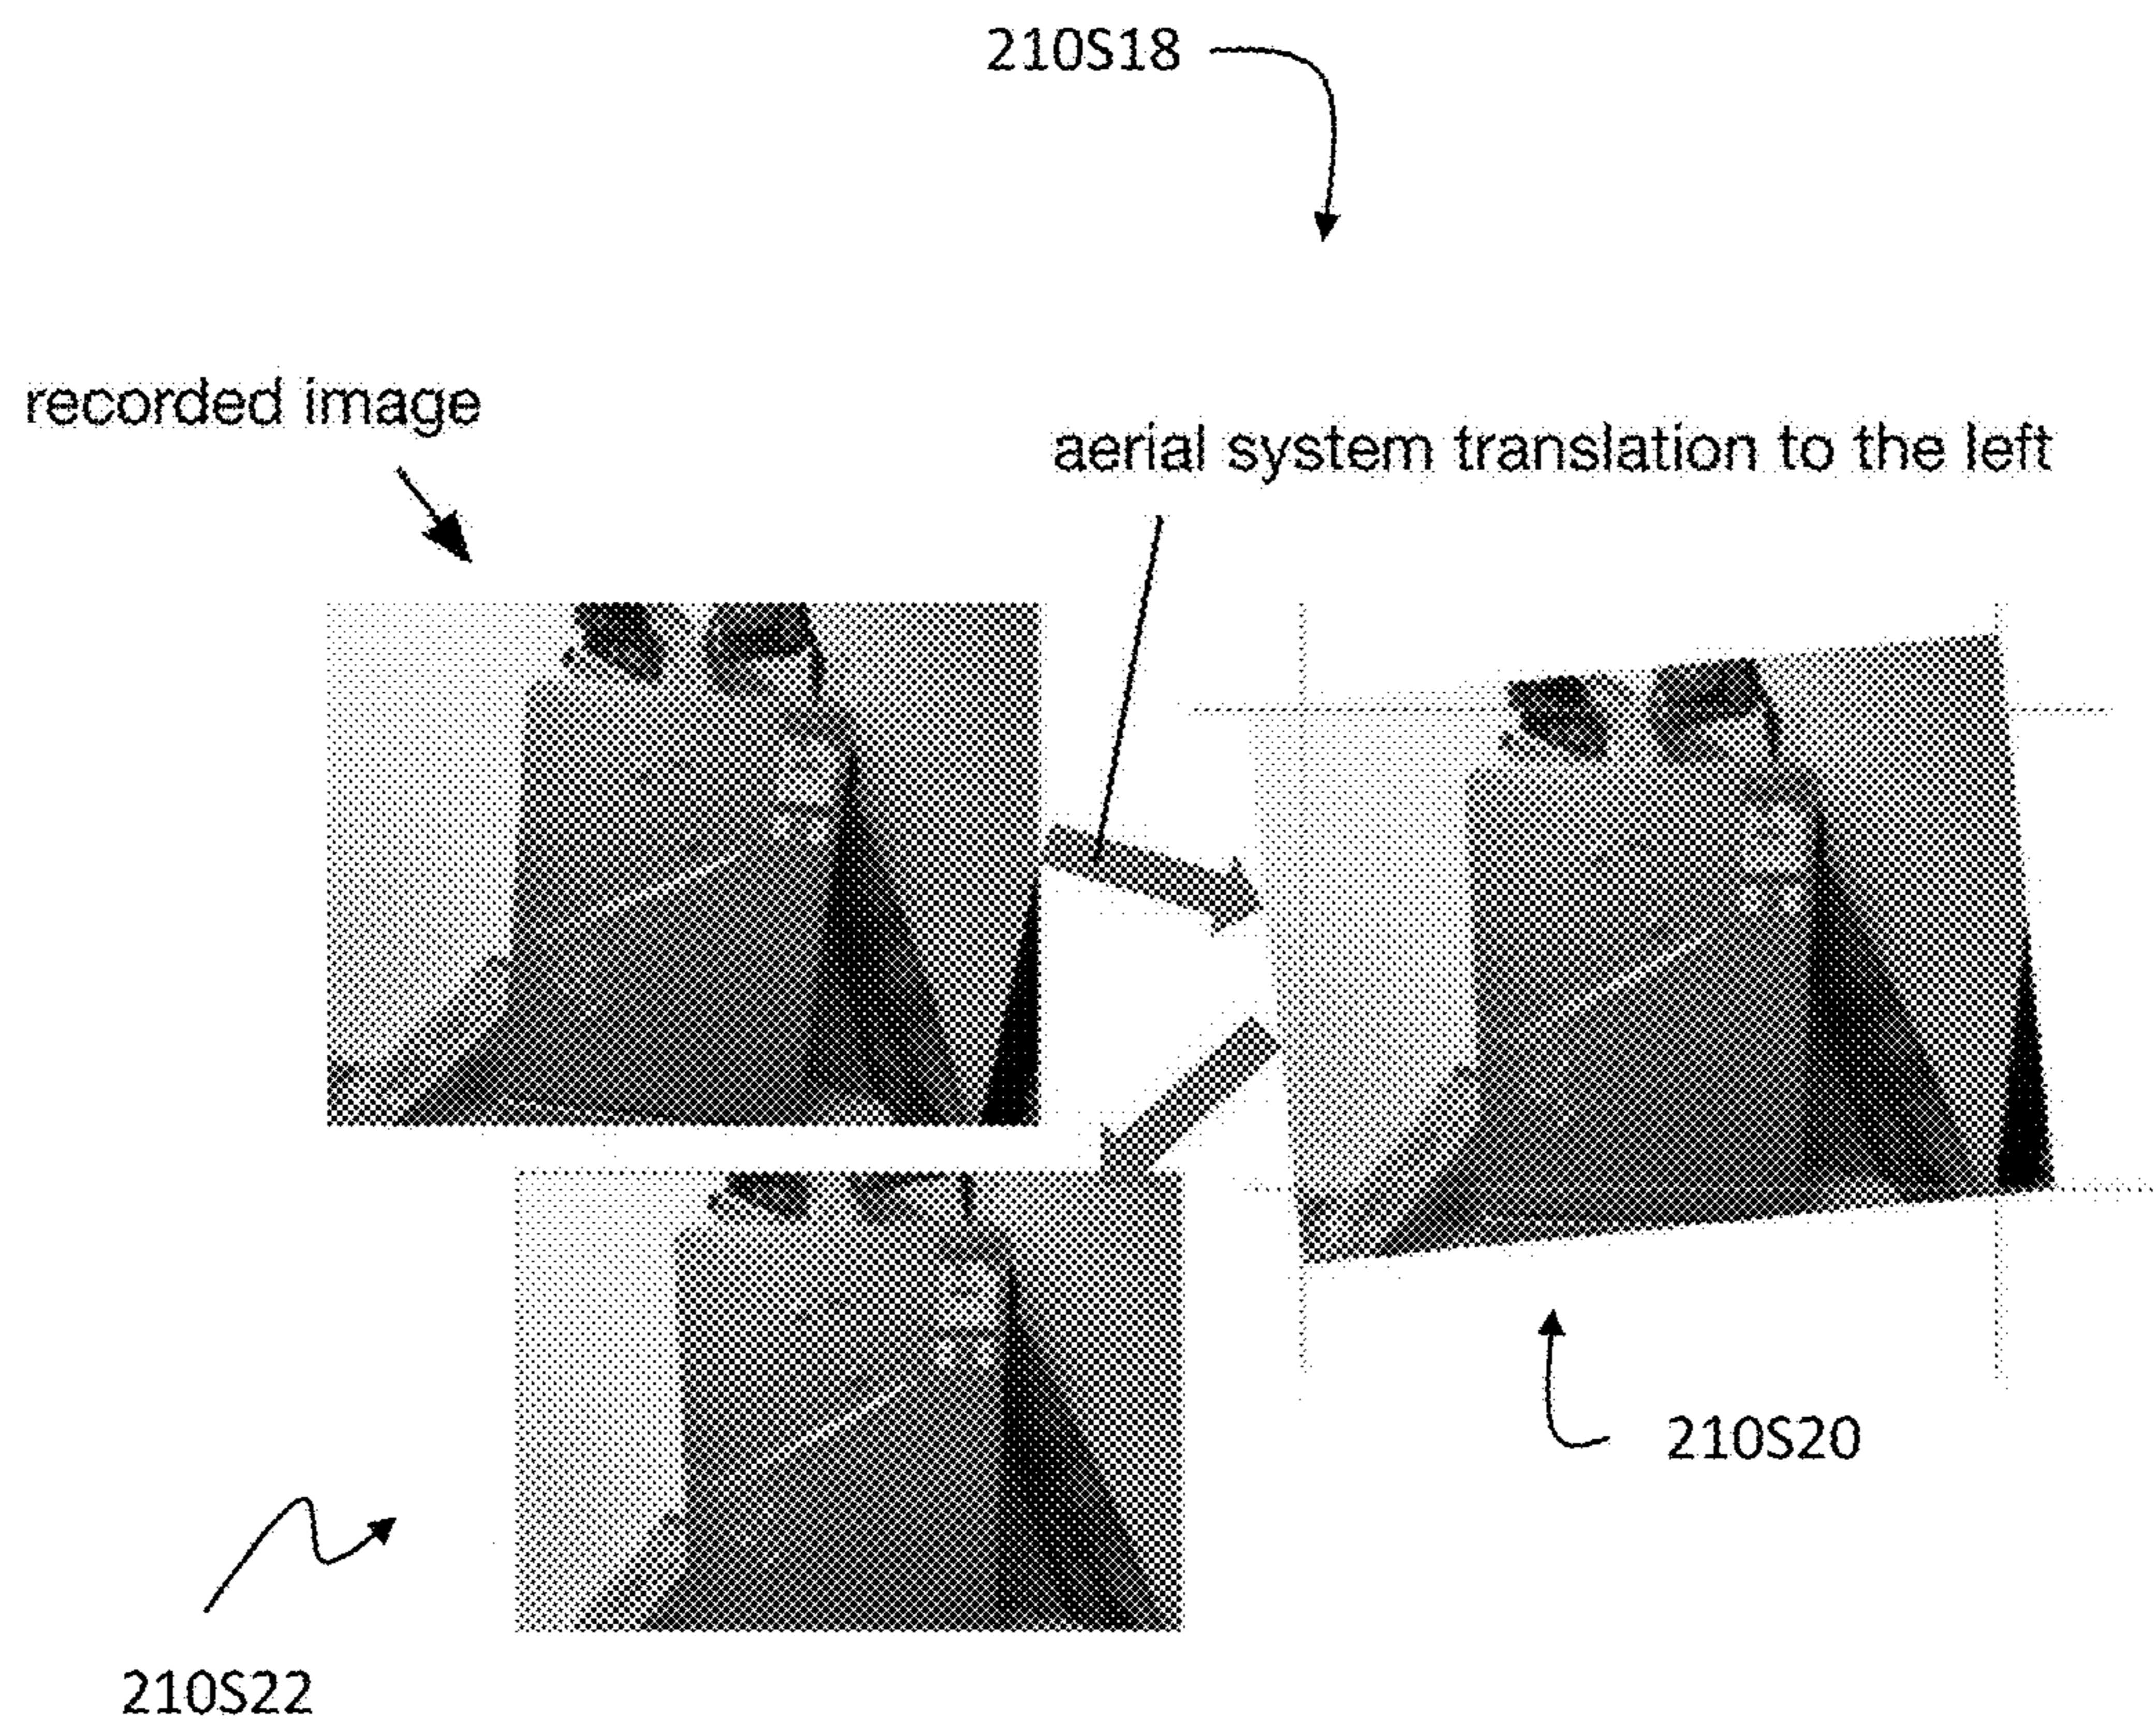 210S18
recorded image
aerial system translation to the left
210S20
210S22